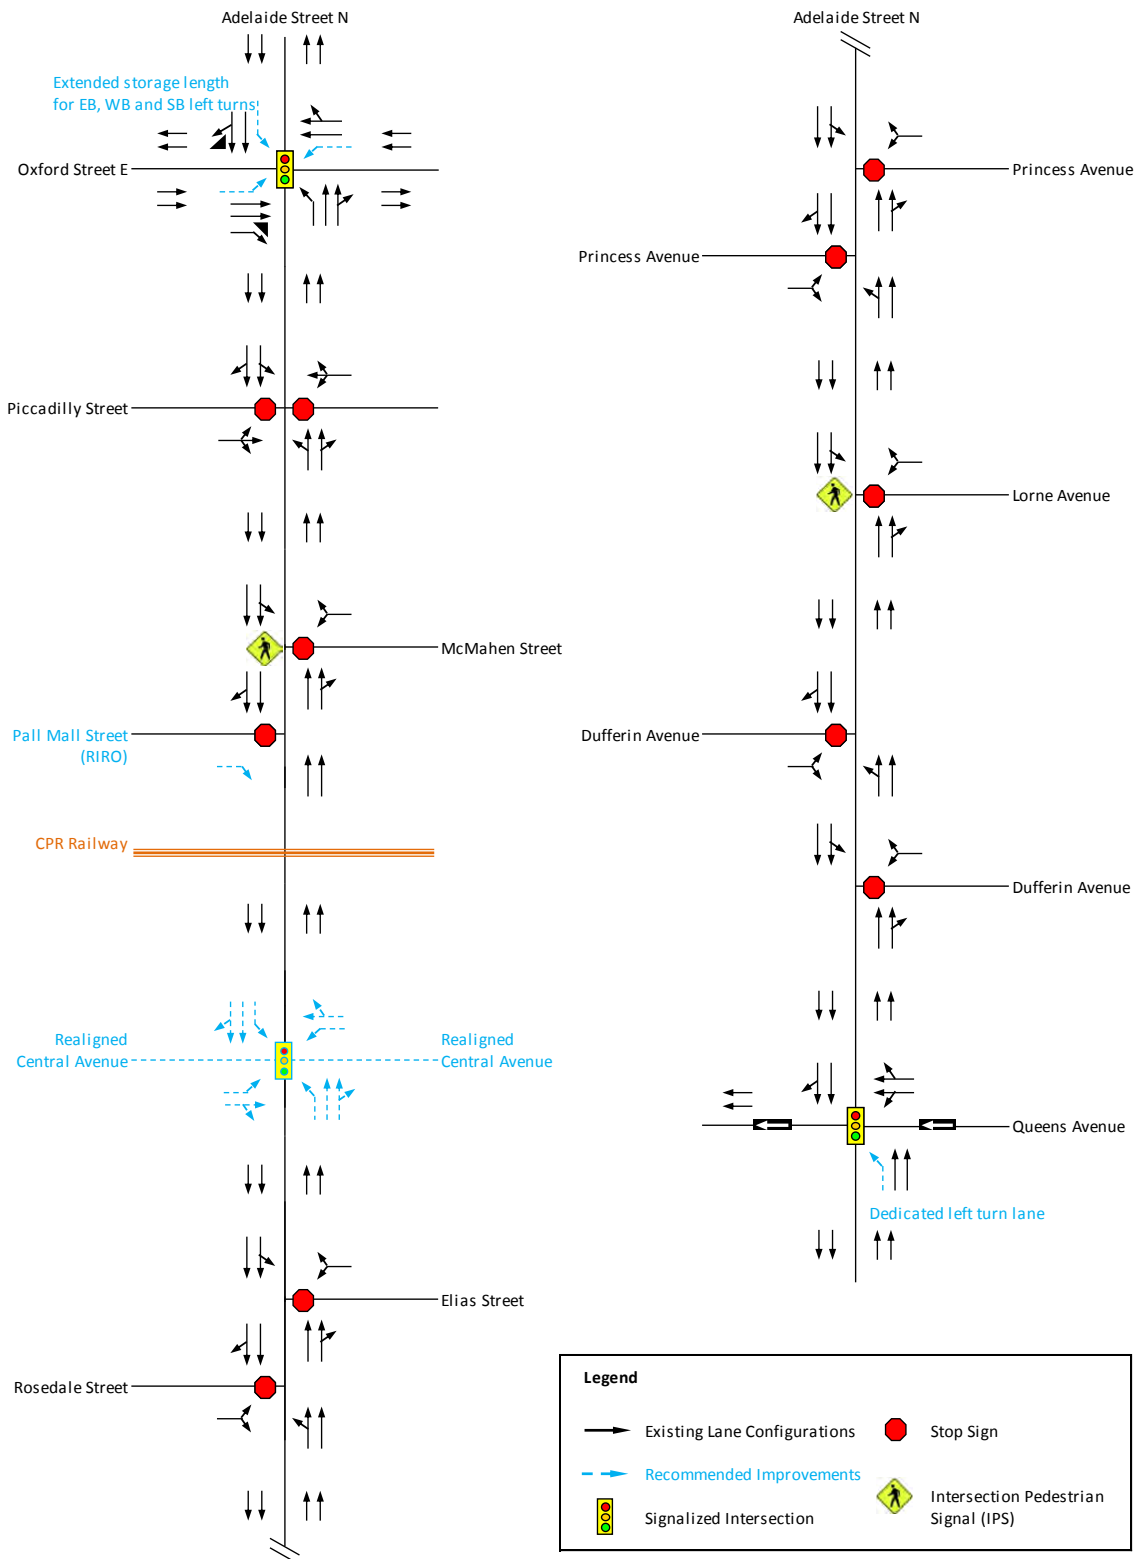 Adelaide Street N
Extended storage length
for EB, WB and SB left turns
Oxford Street E
Piccadilly Street
McMahen Street
Pall Mall Street
(RIRO)
CPR Railway
Realigned
Central Avenue
Realigned
Central Avenue
Elias Street
Rosedale Street
Adelaide Street N
Princess Avenue
Princess Avenue
Lorne Avenue
Dufferin Avenue
Dufferin Avenue
Queens Avenue
Dedicated left turn lane
Legend
Existing Lane Configurations
Stop Sign
Recommended Improvements
Signalized Intersection
Intersection Pedestrian
Signal (IPS)